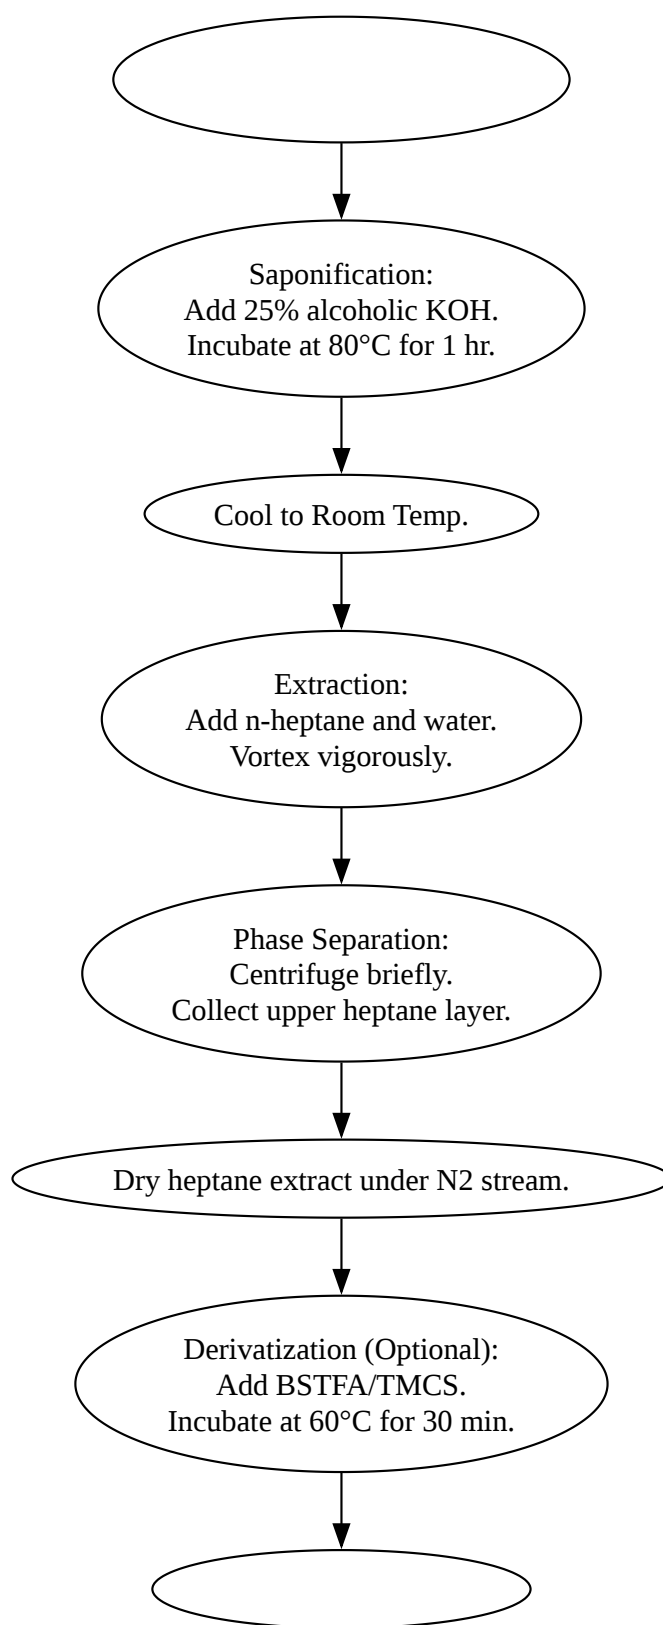 Saponification:
Add 25% alcoholic KOH.
Incubate at 80°C for 1 hr.
Cool to Room Temp.
Extraction:
Add n-heptane and water.
Vortex vigorously.
Phase Separation:
Centrifuge briefly.
Collect upper heptane layer.
Dry heptane extract under N2 stream.
Derivatization (Optional):
Add BSTFA/TMCS.
Incubate at 60°C for 30 min.